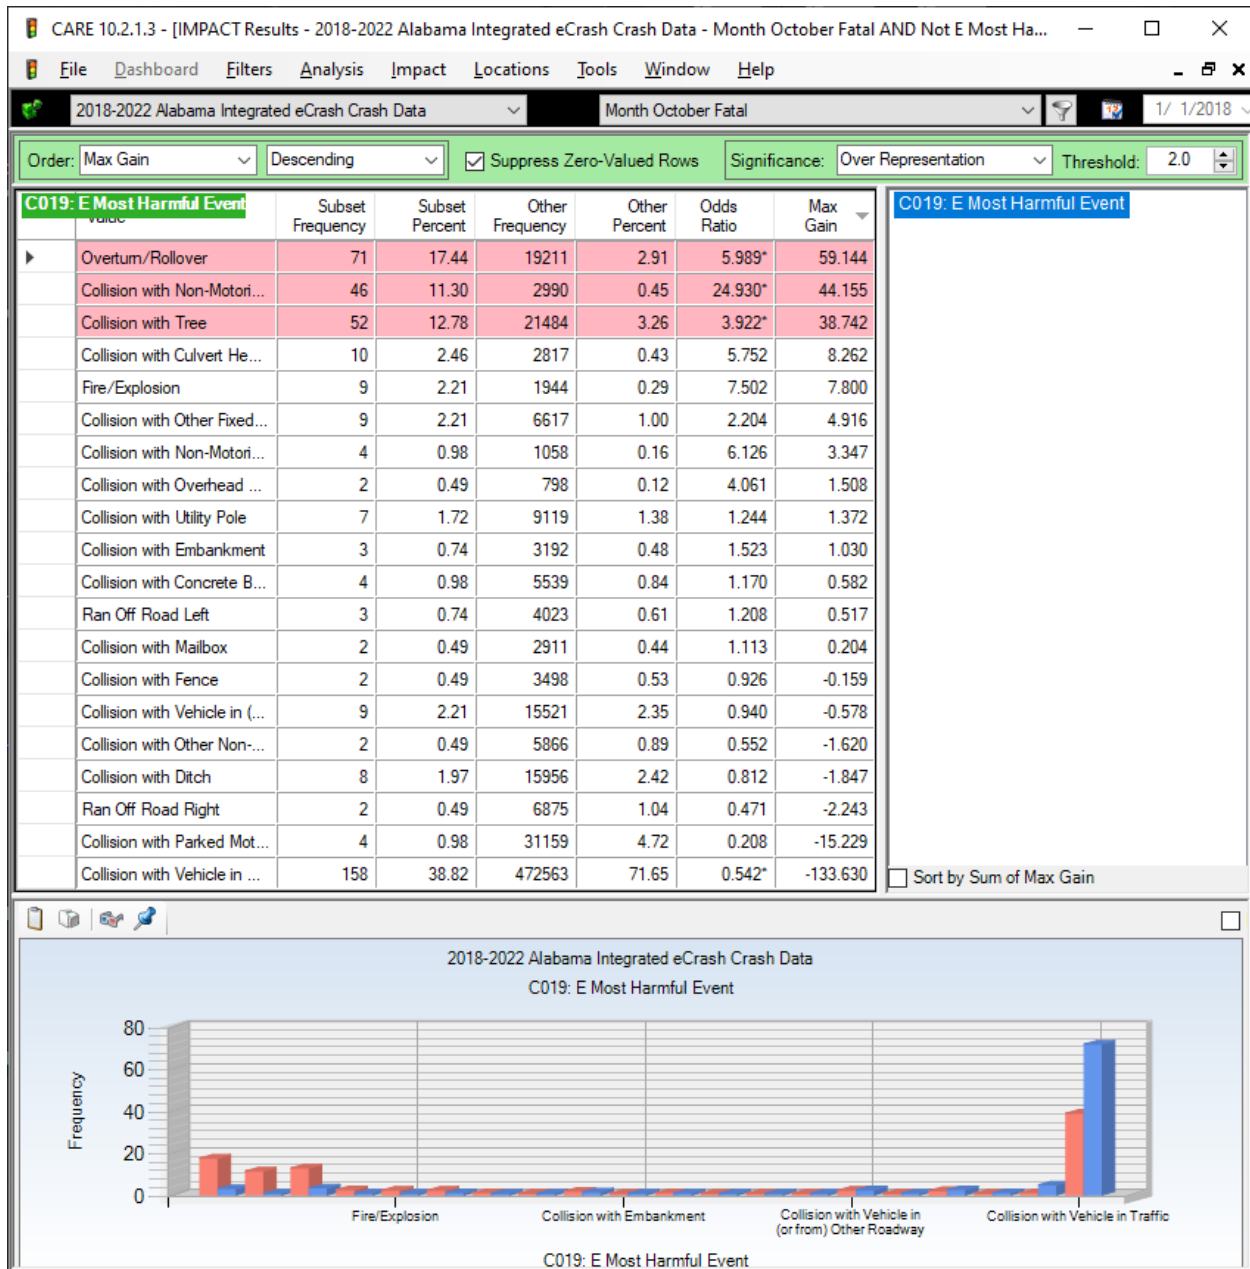 CARE 10.2.1.3 - [IMPACT Results - 2018-2022 Alabama Integrated eCrash Crash Data - Month October Fatal AND Not E Most Ha...
File Dashboard Filters Analysis Impact Locations Tools Window Help
2018-2022 Alabama Integrated eCrash Crash Data Month October Fatal 1/ 1/2018
Order: Max Gain Descending Suppress Zero-Valued Rows Significance: Over Representation Threshold: 2.0
C019: E Most Harmful Event Subset Frequency Subset Percent Other Frequency Other Percent Odds Ratio Max Gain C019: E Most Harmful Event
Overturn/Rollover 71 17.44 19211 2.91 5.989* 59.144
Collision with Non-Motori... 46 11.30 2990 0.45 24.930* 44.155
Collision with Tree 52 12.78 21484 3.26 3.922* 38.742
Collision with Culvert He... 10 2.46 2817 0.43 5.752 8.262
Fire/Explosion 9 2.21 1944 0.29 7.502 7.800
Collision with Other Fixed... 9 2.21 6617 1.00 2.204 4.916
Collision with Non-Motori... 4 0.98 1058 0.16 6.126 3.347
Collision with Overhead ... 2 0.49 798 0.12 4.061 1.508
Collision with Utility Pole 7 1.72 9119 1.38 1.244 1.372
Collision with Embankment 3 0.74 3192 0.48 1.523 1.030
Collision with Concrete B... 4 0.98 5539 0.84 1.170 0.582
Ran Off Road Left 3 0.74 4023 0.61 1.208 0.517
Collision with Mailbox 2 0.49 2911 0.44 1.113 0.204
Collision with Fence 2 0.49 3498 0.53 0.926 -0.159
Collision with Vehicle in (... 9 2.21 15521 2.35 0.940 -0.578
Collision with Other Non-... 2 0.49 5866 0.89 0.552 -1.620
Collision with Ditch 8 1.97 15956 2.42 0.812 -1.847
Ran Off Road Right 2 0.49 6875 1.04 0.471 -2.243
Collision with Parked Mot... 4 0.98 31159 4.72 0.208 -15.229
Collision with Vehicle in ... 158 38.82 472563 71.65 0.542* -133.630
Sort by Sum of Max Gain
2018-2022 Alabama Integrated eCrash Crash Data
C019: E Most Harmful Event
80
60
40
20
0
Frequency
Fire/Explosion
Collision with Embankment
Collision with Vehicle in
(or from) Other Roadway
Collision with Vehicle in Traffic
C019: E Most Harmful Event